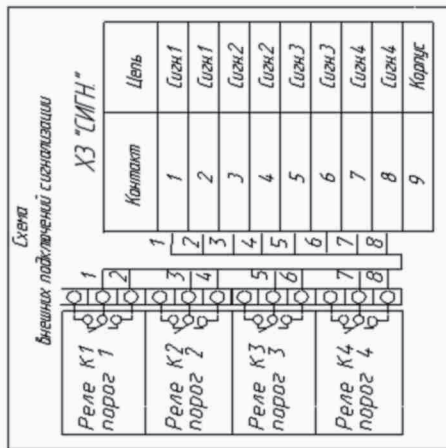 Схема
внешних подключений сигнализации
X3 "СИГН."
Контакт Цепь
1 Сигн.1
2 Сигн.1
3 Сигн.2
4 Сигн.2
5 Сигн.3
6 Сигн.3
7 Сигн.4
8 Сигн.4
9 Корпус
1
2
3
4
5
6
7
8
1
2
3
4
5
6
7
8
Реле К1
порог 1
Реле К2
порог 2
Реле К3
порог 3
Реле К4
порог 4